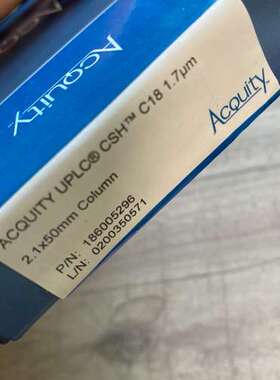 Acquity
ACQUITY UPLC® CSH™ C18 1.7µm
2.1x50mm Column
P/N: 186005296
L/N: 0200350571
Acquity